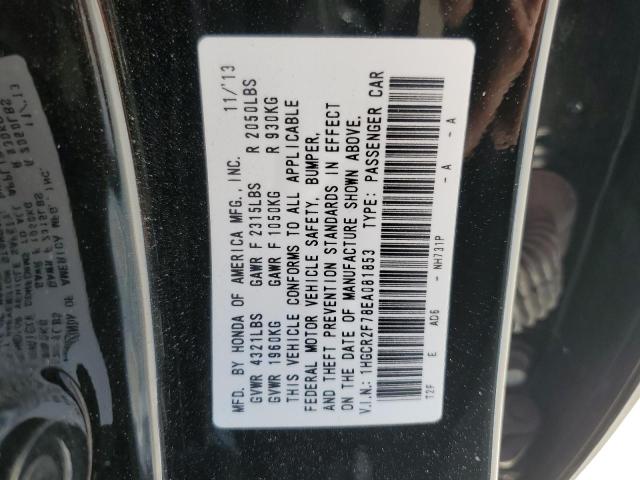 MFD. BY HONDA OF AMERICA MFG., INC. 11/'13
GVWR 4321LBS GAWR F 2315LBS R 2050LBS
GVWR 1960KG GAWR F 1050KG R 930KG
THIS VEHICLE CONFORMS TO ALL APPLICABLE
FEDERAL MOTOR VEHICLE SAFETY, BUMPER,
AND THEFT PREVENTION STANDARDS IN EFFECT
ON THE DATE OF MANUFACTURE SHOWN ABOVE.
V.I.N.: 1HGCR2F78EA081853 TYPE: PASSENGER CAR
T2F E AD6 - NH731P - A - A